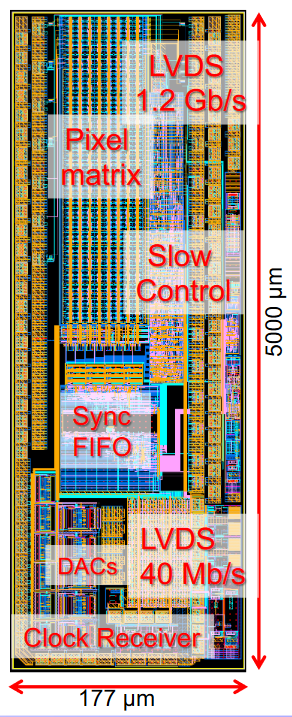 LVDS
1.2 Gb/s
Pixel
matrix
Slow
Control
5000 µm
Sync
FIFO
LVDS
40 Mb/s
DACs
Clock Receiver
177 µm